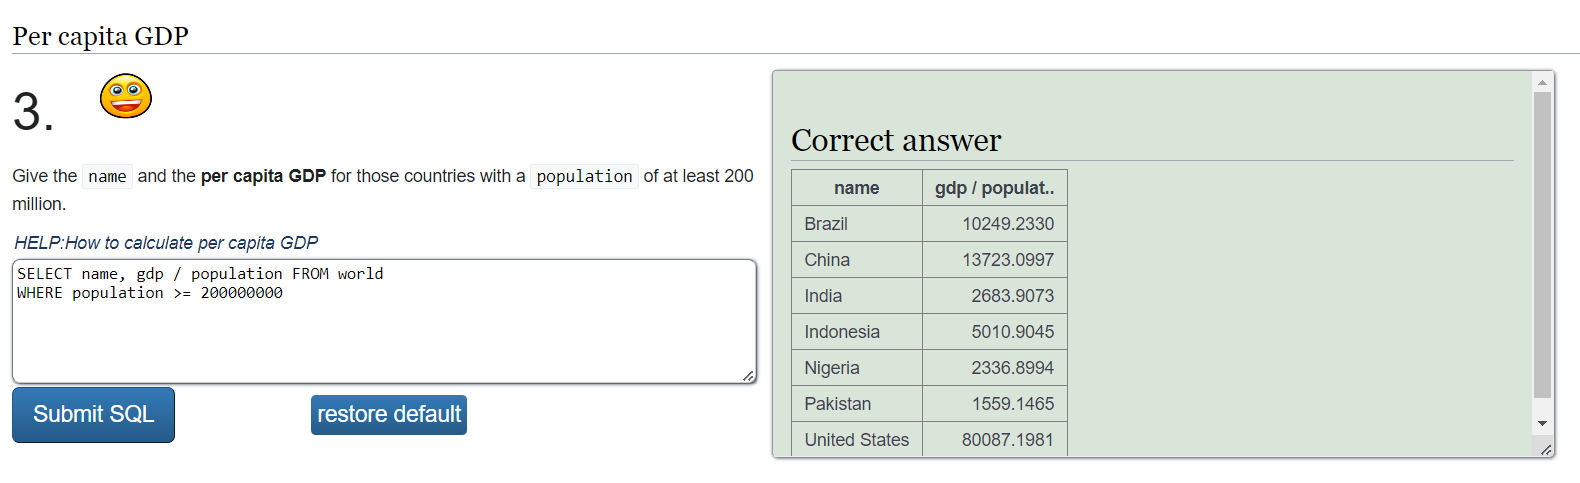 Per capita GDP
3.
Give the name and the per capita GDP for those countries with a population of at least 200
million.
HELP:How to calculate per capita GDP
SELECT name, gdp / population FROM world
WHERE population >= 200000000
Submit SQL
restore default
Correct answer
name gdp / populat..
Brazil 10249.2330
China 13723.0997
India 2683.9073
Indonesia 5010.9045
Nigeria 2336.8994
Pakistan 1559.1465
United States 80087.1981